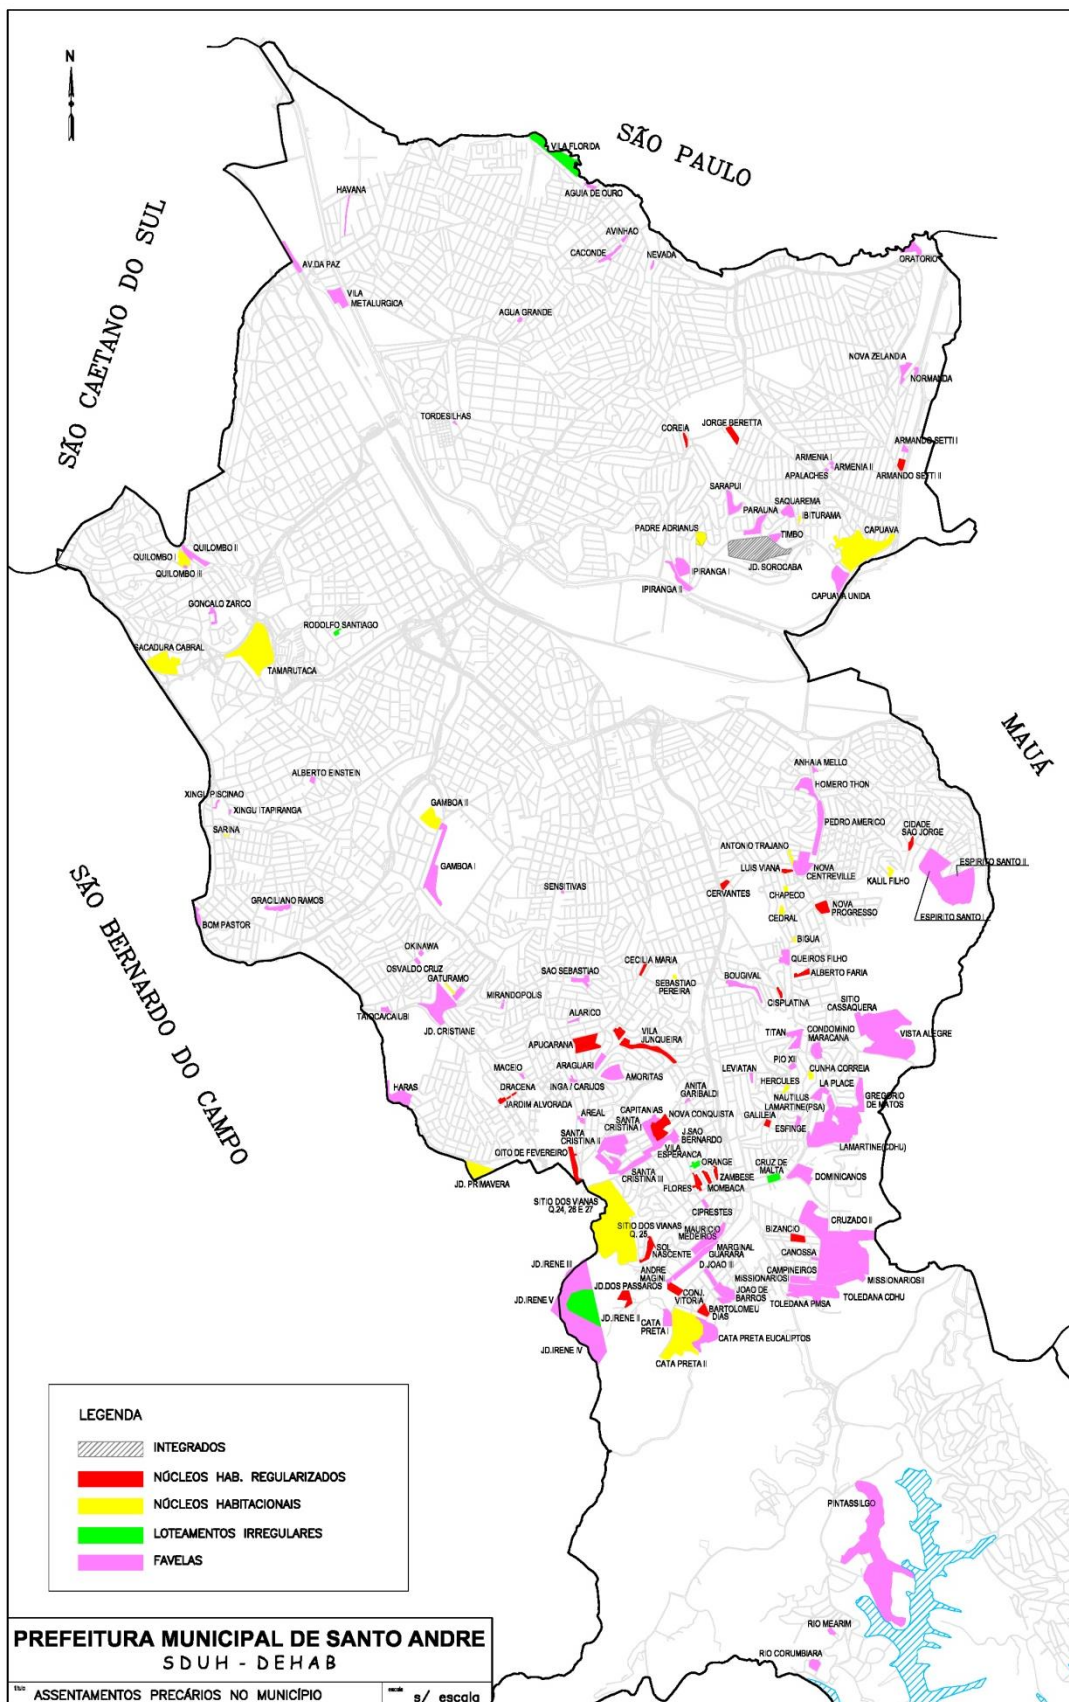 N
SÃO PAULO
SÃO CAETANO DO SUL
MAUÁ
SÃO BERNARDO DO CAMPO
VILA FLORIDA
AGUIA DE OURO
HAVANA
AVINHAO
CACONDE
NEVADA
ORATORIO
AV.DA PAZ
VILA
METALURGICA
AGUA GRANDE
NOVA ZELANDIA
NORMANDA
TORDESILHAS
COREIA
JORGE BERETTA
ARMANDO SETTI I
ARMENIA I
ARMENIA II
APALACHES
ARMANDO SETTI II
SARAPUI
SAQUAREMA
PARAUNA
IBITURAMA
PADRE ADRIANUS
TIMBO
CAPUAVA
JD. SOROCABA
IPIRANGA I
IPIRANGA II
CAPUAVA UNIDA
QUILOMBO II
QUILOMBO I
QUILOMBO III
GONCALO ZARCO
RODOLFO SANTIAGO
SACADURA CABRAL
TAMARUTACA
ANHAIA MELLO
HOMERO THON
ALBERTO EINSTEIN
XINGU PISCINAO
XINGU ITAPIRANGA
SARINA
GAMBOA II
PEDRO AMERICO
CIDADE
SAO JORGE
ANTONIO TRAJANO
LUIS VIANA
NOVA
CENTREVILLE
ESPIRITO SANTO II
KALIL FILHO
GAMBOA I
SENSITIVAS
CERVANTES
CHAPECO
CEDRAL
NOVA
PROGRESSO
ESPIRITO SANTO I
GRACILIANO RAMOS
BOM PASTOR
BIGUA
QUEIROS FILHO
OKINAWA
OSVALDO CRUZ
GATURAMO
SAO SEBASTIAO
CECILIA MARIA
SEBASTIAO
PEREIRA
BOUGIVAL
ALBERTO FARIA
CISPLATINA
MIRANDOPOLIS
JD. CRISTIANE
ALARICO
SITIO
CASSAQUERA
VISTA ALEGRE
APUCARANA
VILA
JUNQUEIRA
TITAN
CONDOMINIO
MARACANA
ARAGUARI
AMORITAS
PIO XII
MACEIO
INGA / CARIJOS
LEVIATAN
CUNHA CORREIA
HERCULES
LA PLACE
HARAS
DRACENA
JARDIM ALVORADA
ANITA
GARIBALDI
NAUTILUS
GREGORIO
DE MATOS
LAMARTINE(PSA)
AREAL
CAPITANIAS
NOVA CONQUISTA
SANTA
CRISTINA I
GALILEIA
ESFINGE
LAMARTINE(CDHU)
SANTA
CRISTINA II
J.SAO
BERNARDO
OITO DE FEVEREIRO
VILA
ESPERANCA
ORANGE
CRUZ DE
MALTA
JD. PRIMAVERA
SANTA
CRISTINA III
ZAMBESE
FLORES
MOMBACA
DOMINICANOS
SITIO DOS VIANAS
Q.24, 26 E 27
CIPRESTES
CRUZADO II
SITIO DOS VIANAS
Q. 25
MAURICIO
MEDEIROS
BIZANCIO
SOL
NASCENTE
MARGINAL
GUARARA
CANOSSA
JD.IRENE III
D.JOAO II
CAMPINEIROS
ANDRE
MAGINI
MISSIONARIOS I
MISSIONARIOS II
JD.DOS PASSAROS
JD.IRENE V
CONJ.
VITORIA
JOAO DE
BARROS
TOLEDANA CDHU
TOLEDANA PMSA
JD.IRENE II
CATA
PRETA I
BARTOLOMEU
DIAS
CATA PRETA EUCALIPTOS
JD.IRENE IV
CATA PRETA II
PINTASSILGO
RIO MEARIM
RIO CORUMBIARA
LEGENDA
INTEGRADOS
NÚCLEOS HAB. REGULARIZADOS
NÚCLEOS HABITACIONAIS
LOTEAMENTOS IRREGULARES
FAVELAS
PREFEITURA MUNICIPAL DE SANTO ANDRE
SDUH - DEHAB
ASSENTAMENTOS PRECÁRIOS NO MUNICÍPIO
escala
s/ escala